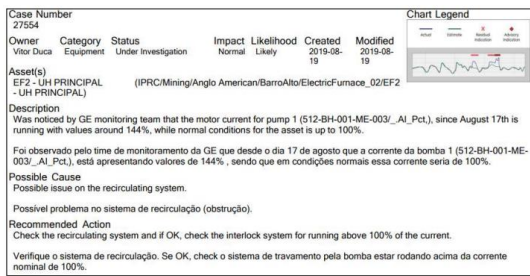 Case Number
27554
Chart Legend
Owner Category Status Impact Likelihood Created Modified
Vitor Duca Equipment Under Investigation Normal Likely 2019-08-19 2019-08-19
Actual Estimate Residual Indication Advisory Indication
Asset(s)
EF2 - UH PRINCIPAL (IPRC/Mining/Anglo American/BarroAlto/ElectricFurnace_02/EF2
- UH PRINCIPAL)
Description
Was noticed by GE monitoring team that the motor current for pump 1 (512-BH-001-ME-003/_.AI_Pct,), since August 17th is
running with values around 144%, while normal conditions for the asset is up to 100%.
Foi observado pelo time de monitoramento da GE que desde o dia 17 de agosto que a corrente da bomba 1 (512-BH-001-ME-
003/_.AI_Pct,), está apresentando valores de 144% , sendo que em condições normais essa corrente seria de 100%.
Possible Cause
Possible issue on the recirculating system.
Possível problema no sistema de recirculação (obstrução).
Recommended Action
Check the recirculating system and if OK, check the interlock system for running above 100% of the current.
Verifique o sistema de recirculação. Se OK, check o sistema de travamento pela bomba estar rodando acima da corrente
nominal de 100%.